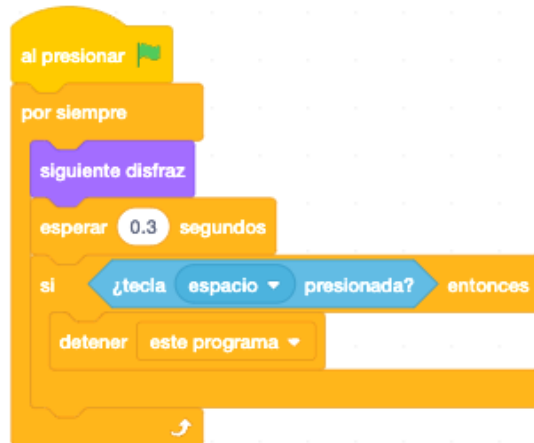 al presionar
por siempre
siguiente disfraz
esperar 0.3 segundos
si ¿tecla espacio presionada? entonces
detener este programa